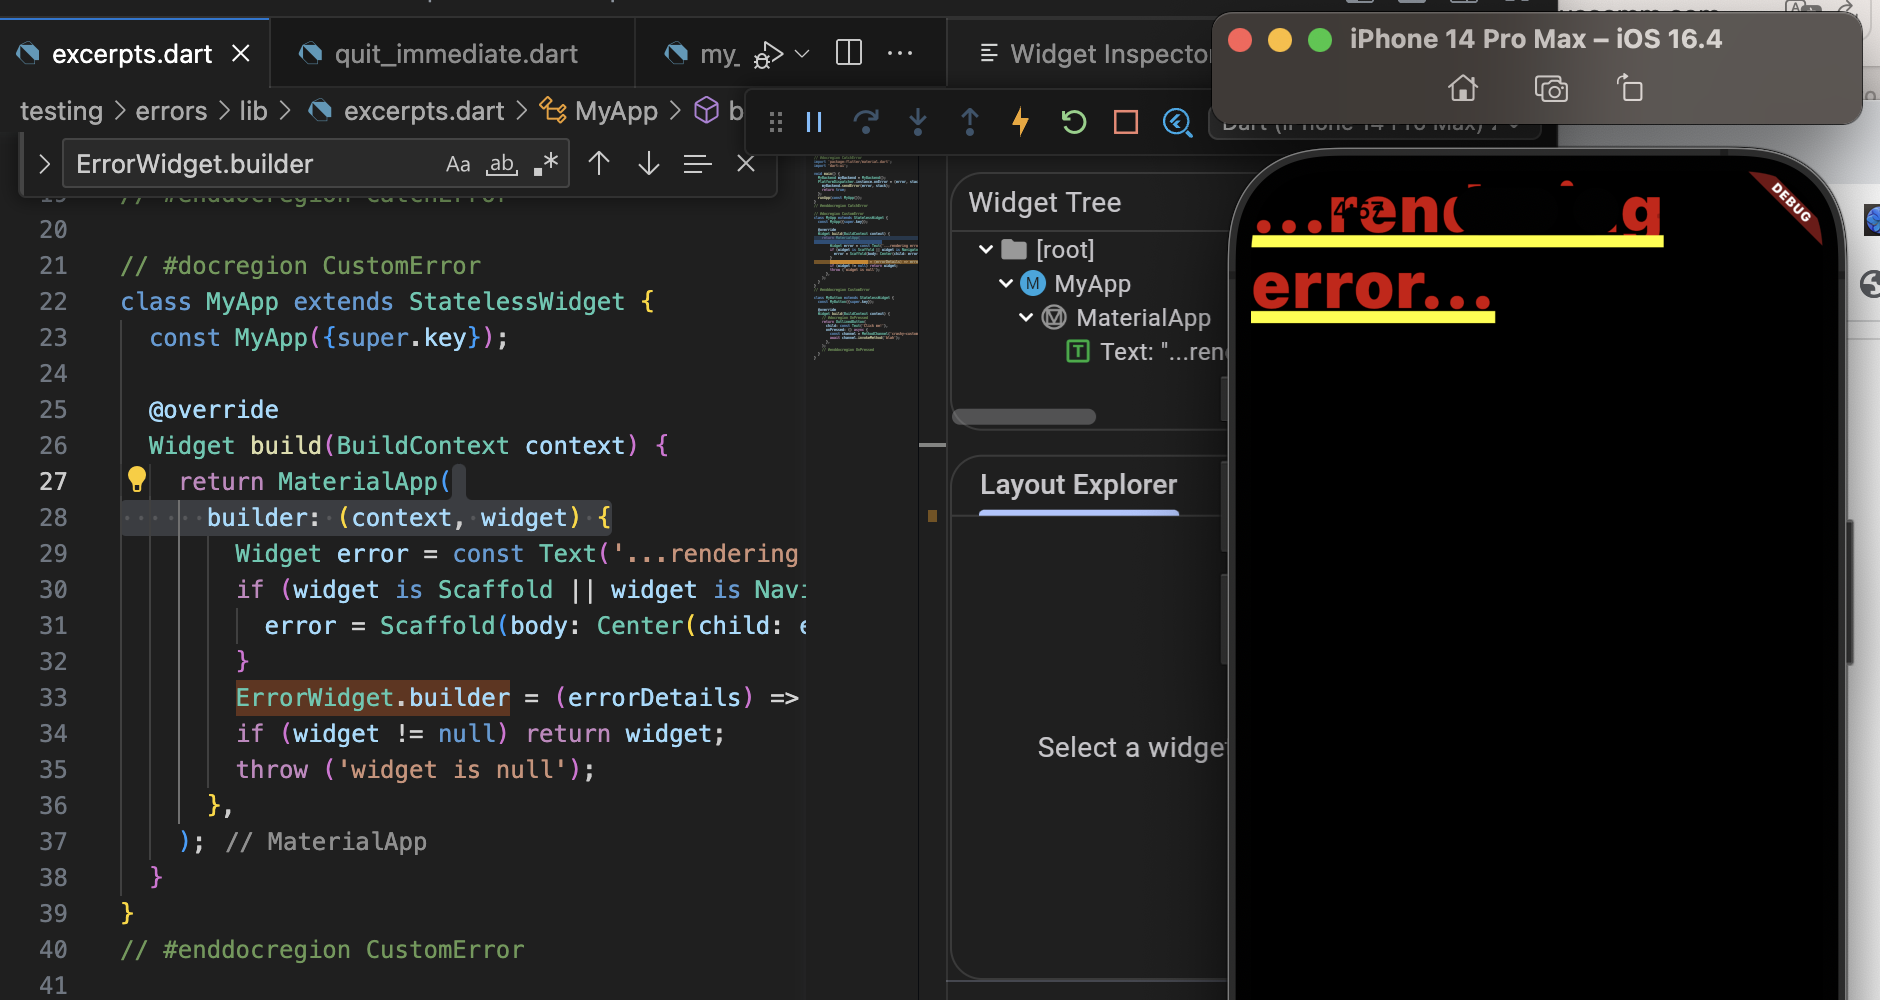 excerpts.dart
quit_immediate.dart
my_
Widget Inspector
testing > errors > lib > excerpts.dart > MyApp > b
ErrorWidget.builder
Aa
ab
.*
20
21 // #docregion CustomError
22 class MyApp extends StatelessWidget {
23 const MyApp({super.key});
24
25 @override
26 Widget build(BuildContext context) {
27 return MaterialApp(
28 builder: (context, widget) {
29 Widget error = const Text('...rendering
30 if (widget is Scaffold || widget is Navi
31 error = Scaffold(body: Center(child: e
32 }
33 ErrorWidget.builder = (errorDetails) =>
34 if (widget != null) return widget;
35 throw ('widget is null');
36 },
37 ); // MaterialApp
38 }
39 }
40 // #enddocregion CustomError
41
Widget Tree
[root]
M MyApp
M MaterialApp
T Text: "...ren
Layout Explorer
Select a widge
iPhone 14 Pro Max – iOS 16.4
...rendering
4:57
error...
DEBUG